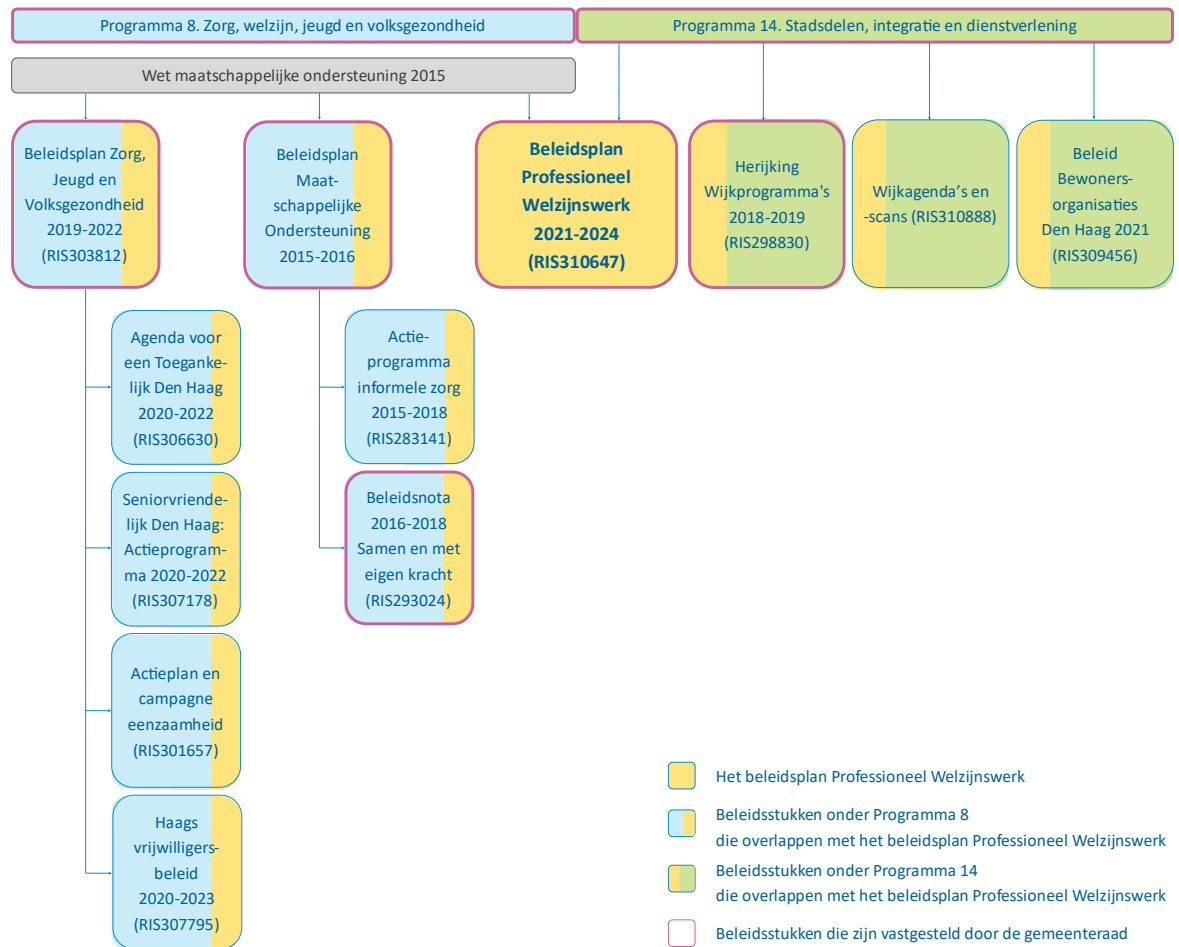 Programma 8. Zorg, welzijn, jeugd en volksgezondheid
Programma 14. Stadsdelen, integratie en dienstverlening
Wet maatschappelijke ondersteuning 2015
Beleidsplan Zorg,
Jeugd en
Volksgezondheid
2019-2022
(RIS303812)
Beleidsplan
Maat-
schappelijke
Ondersteuning
2015-2016
Beleidsplan
Professioneel
Welzijnswerk
2021-2024
(RIS310647)
Herijking
Wijkprogramma's
2018-2019
(RIS298830)
Wijkagenda’s en
-scans (RIS310888)
Beleid
Bewoners-
organisaties
Den Haag 2021
(RIS309456)
Agenda voor
een Toeganke-
lijk Den Haag
2020-2022
(RIS306630)
Actie-
programma
informele zorg
2015-2018
(RIS283141)
Seniorvriende-
lijk Den Haag:
Actieprogram-
ma 2020-2022
(RIS307178)
Beleidsnota
2016-2018
Samen en met
eigen kracht
(RIS293024)
Actieplan en
campagne
eenzaamheid
(RIS301657)
Haags
vrijwilligers-
beleid
2020-2023
(RIS307795)
Het beleidsplan Professioneel Welzijnswerk
Beleidsstukken onder Programma 8
die overlappen met het beleidsplan Professioneel Welzijnswerk
Beleidsstukken onder Programma 14
die overlappen met het beleidsplan Professioneel Welzijnswerk
Beleidsstukken die zijn vastgesteld door de gemeenteraad